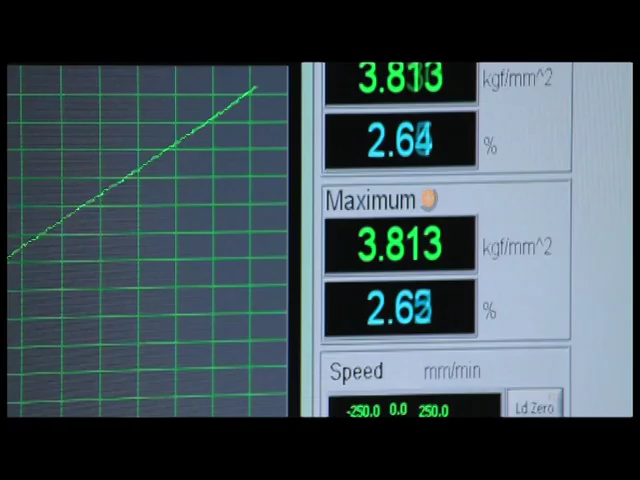 3.813 kgf/mm^2
%
Maximum
3.813 kgf/mm^2
%
Speed mm/min
-250.0 0.0 250.0
Ld.Zero